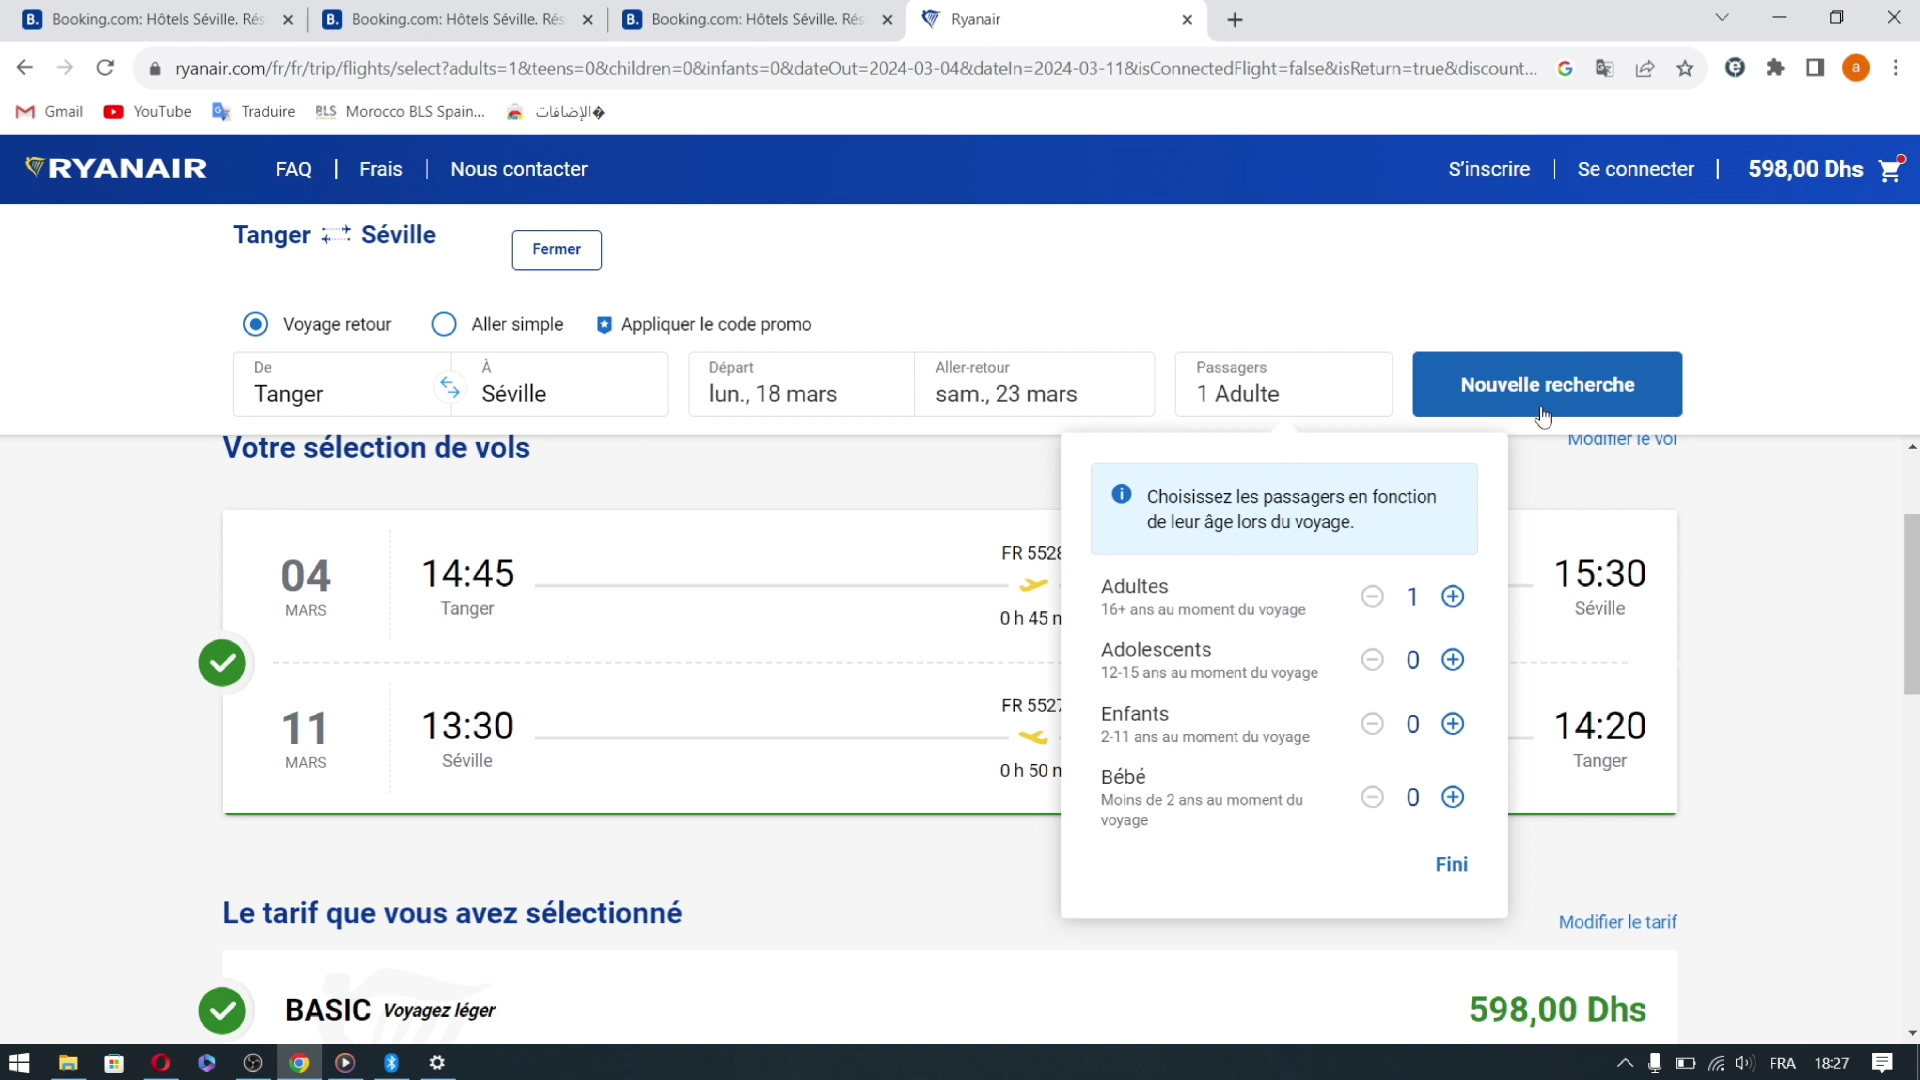 Booking.com: Hôtels Séville. Rés
Booking.com: Hôtels Séville. Rés
Booking.com: Hôtels Séville. Rés
Ryanair
ryanair.com/fr/fr/trip/flights/select?adults=1&teens=0&children=0&infants=0&dateOut=2024-03-04&dateIn=2024-03-11&isConnectedFlight=false&isReturn=true&discount...
a
Gmail
YouTube
Traduire
BLS Morocco BLS Spain...
الإضافات�
RYANAIR
FAQ
Frais
Nous contacter
S'inscrire
Se connecter
598,00 Dhs
Tanger
Séville
Fermer
Voyage retour
Aller simple
Appliquer le code promo
De
Tanger
À
Séville
Départ
lun., 18 mars
Aller-retour
sam., 23 mars
Passagers
1 Adulte
Nouvelle recherche
Votre sélection de vols
Modifier le vol
04
MARS
14:45
Tanger
FR 5528
0 h 45 m
15:30
Séville
11
MARS
13:30
Séville
FR 5527
0 h 50 m
14:20
Tanger
Choisissez les passagers en fonction
de leur âge lors du voyage.
Adultes
16+ ans au moment du voyage
1
Adolescents
12-15 ans au moment du voyage
0
Enfants
2-11 ans au moment du voyage
0
Bébé
Moins de 2 ans au moment du
voyage
0
Fini
Le tarif que vous avez sélectionné
Modifier le tarif
BASIC Voyagez léger
598,00 Dhs
FRA
18:27